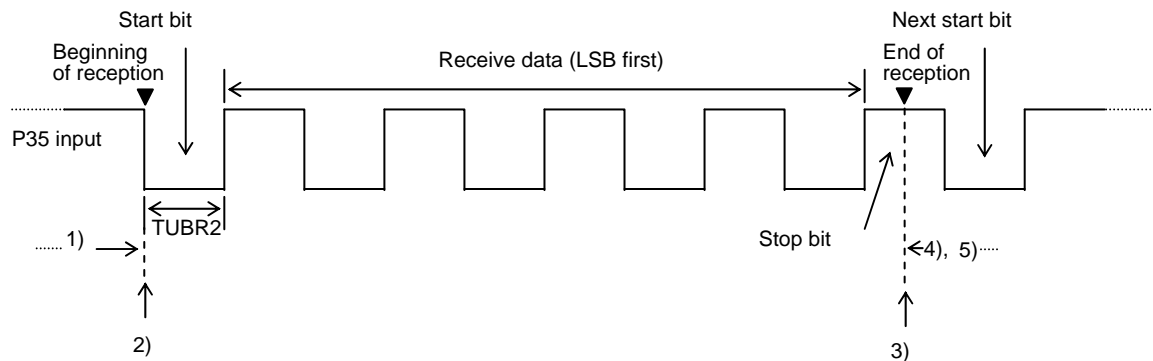 Start bit
Next start bit
Beginning
of reception
Receive data (LSB first)
End of
reception
P35 input
TUBR2
1)
Stop bit
4), 5)
2)
3)